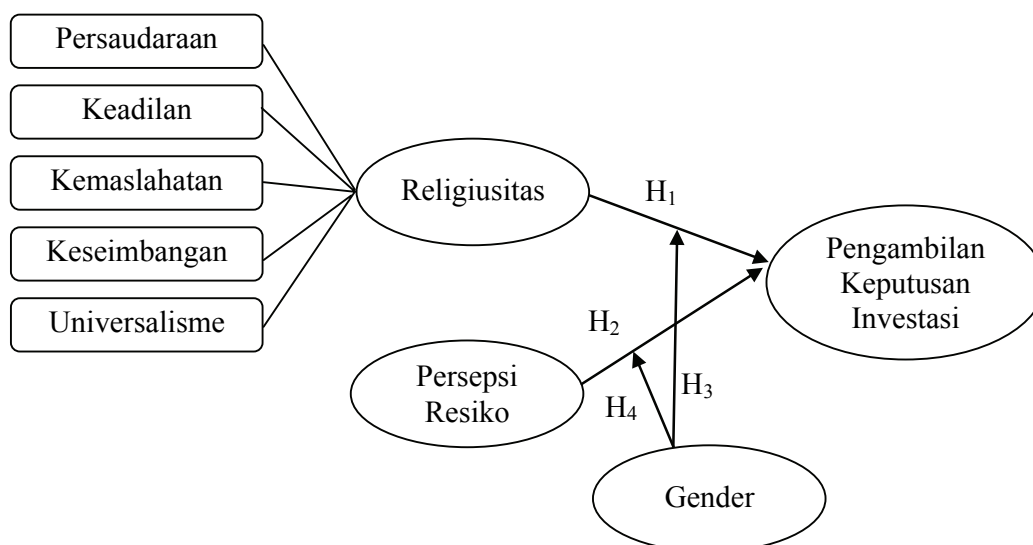 Persaudaraan
Keadilan
Kemaslahatan
Keseimbangan
Universalisme
Religiusitas
H₁
Pengambilan
Keputusan
Investasi
H₂
Persepsi
Resiko
H₃
H₄
Gender